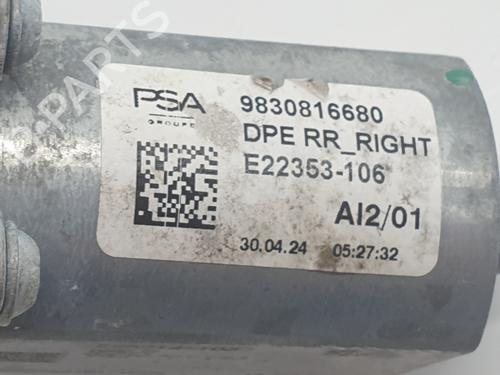 PSA
GROUPE
9830816680
DPE RR_RIGHT
E22353-106
AI2/01
30.04.24 05:27:32